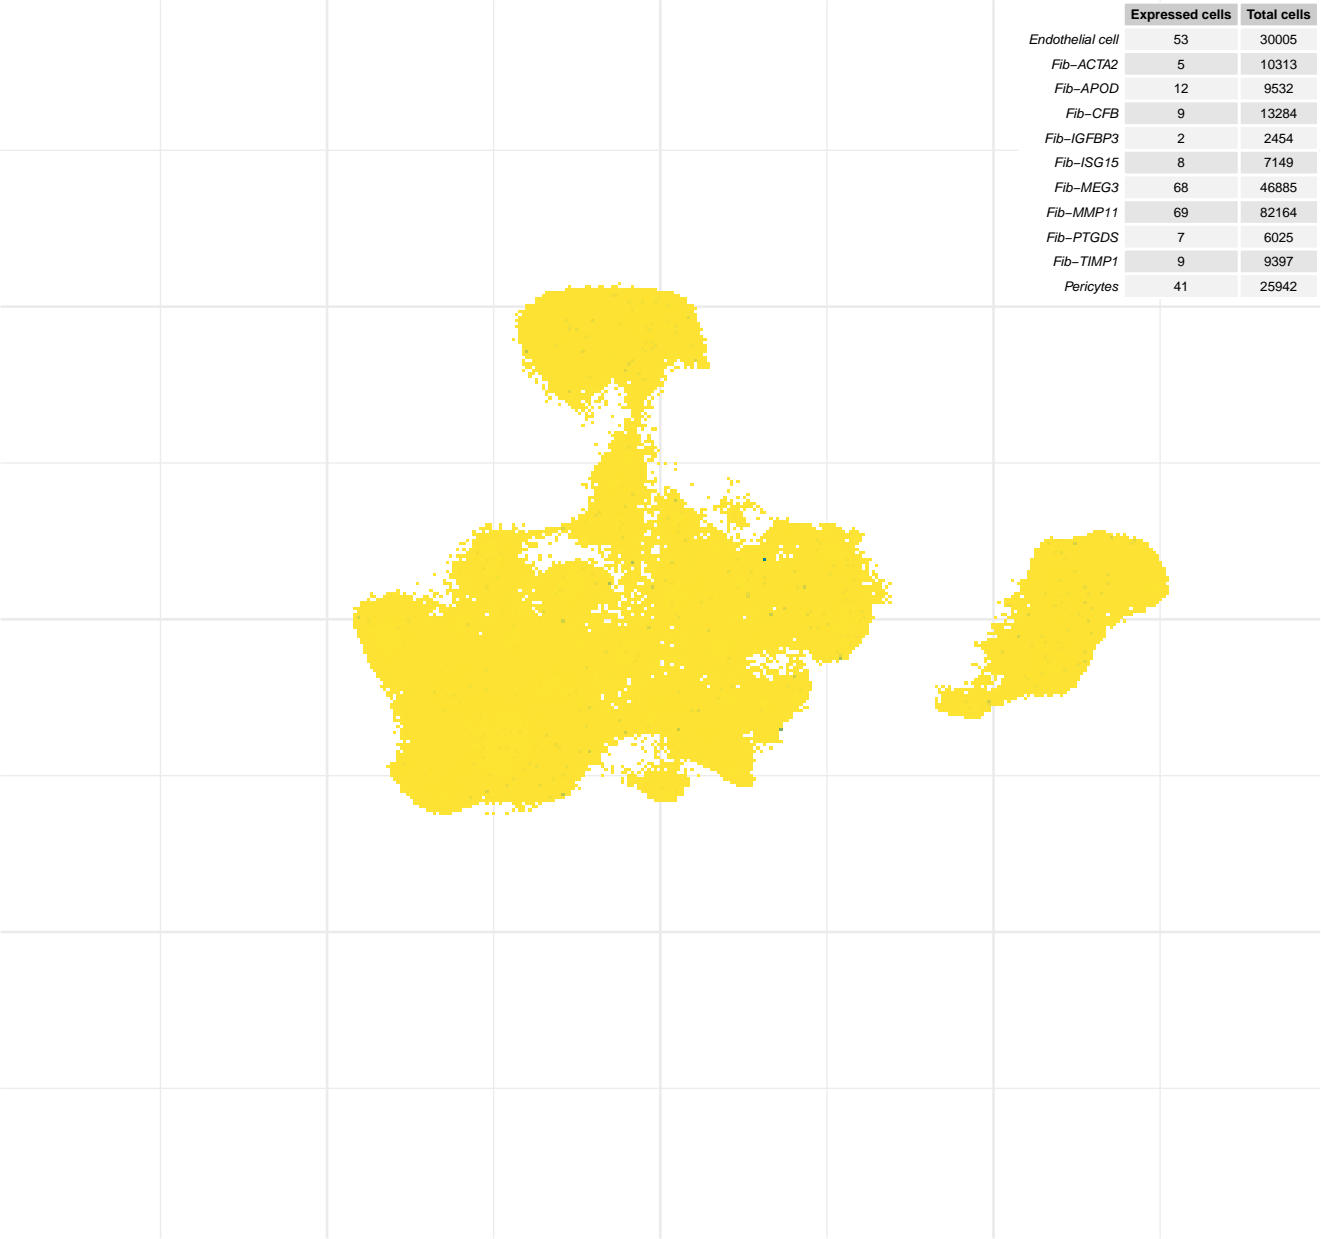 Expressed cells Total cells
Endothelial cell 53 30005
Fib−ACTA2 5 10313
Fib−APOD 12 9532
Fib−CFB 9 13284
Fib−IGFBP3 2 2454
Fib−ISG15 8 7149
Fib−MEG3 68 46885
Fib−MMP11 69 82164
Fib−PTGDS 7 6025
Fib−TIMP1 9 9397
Pericytes 41 25942